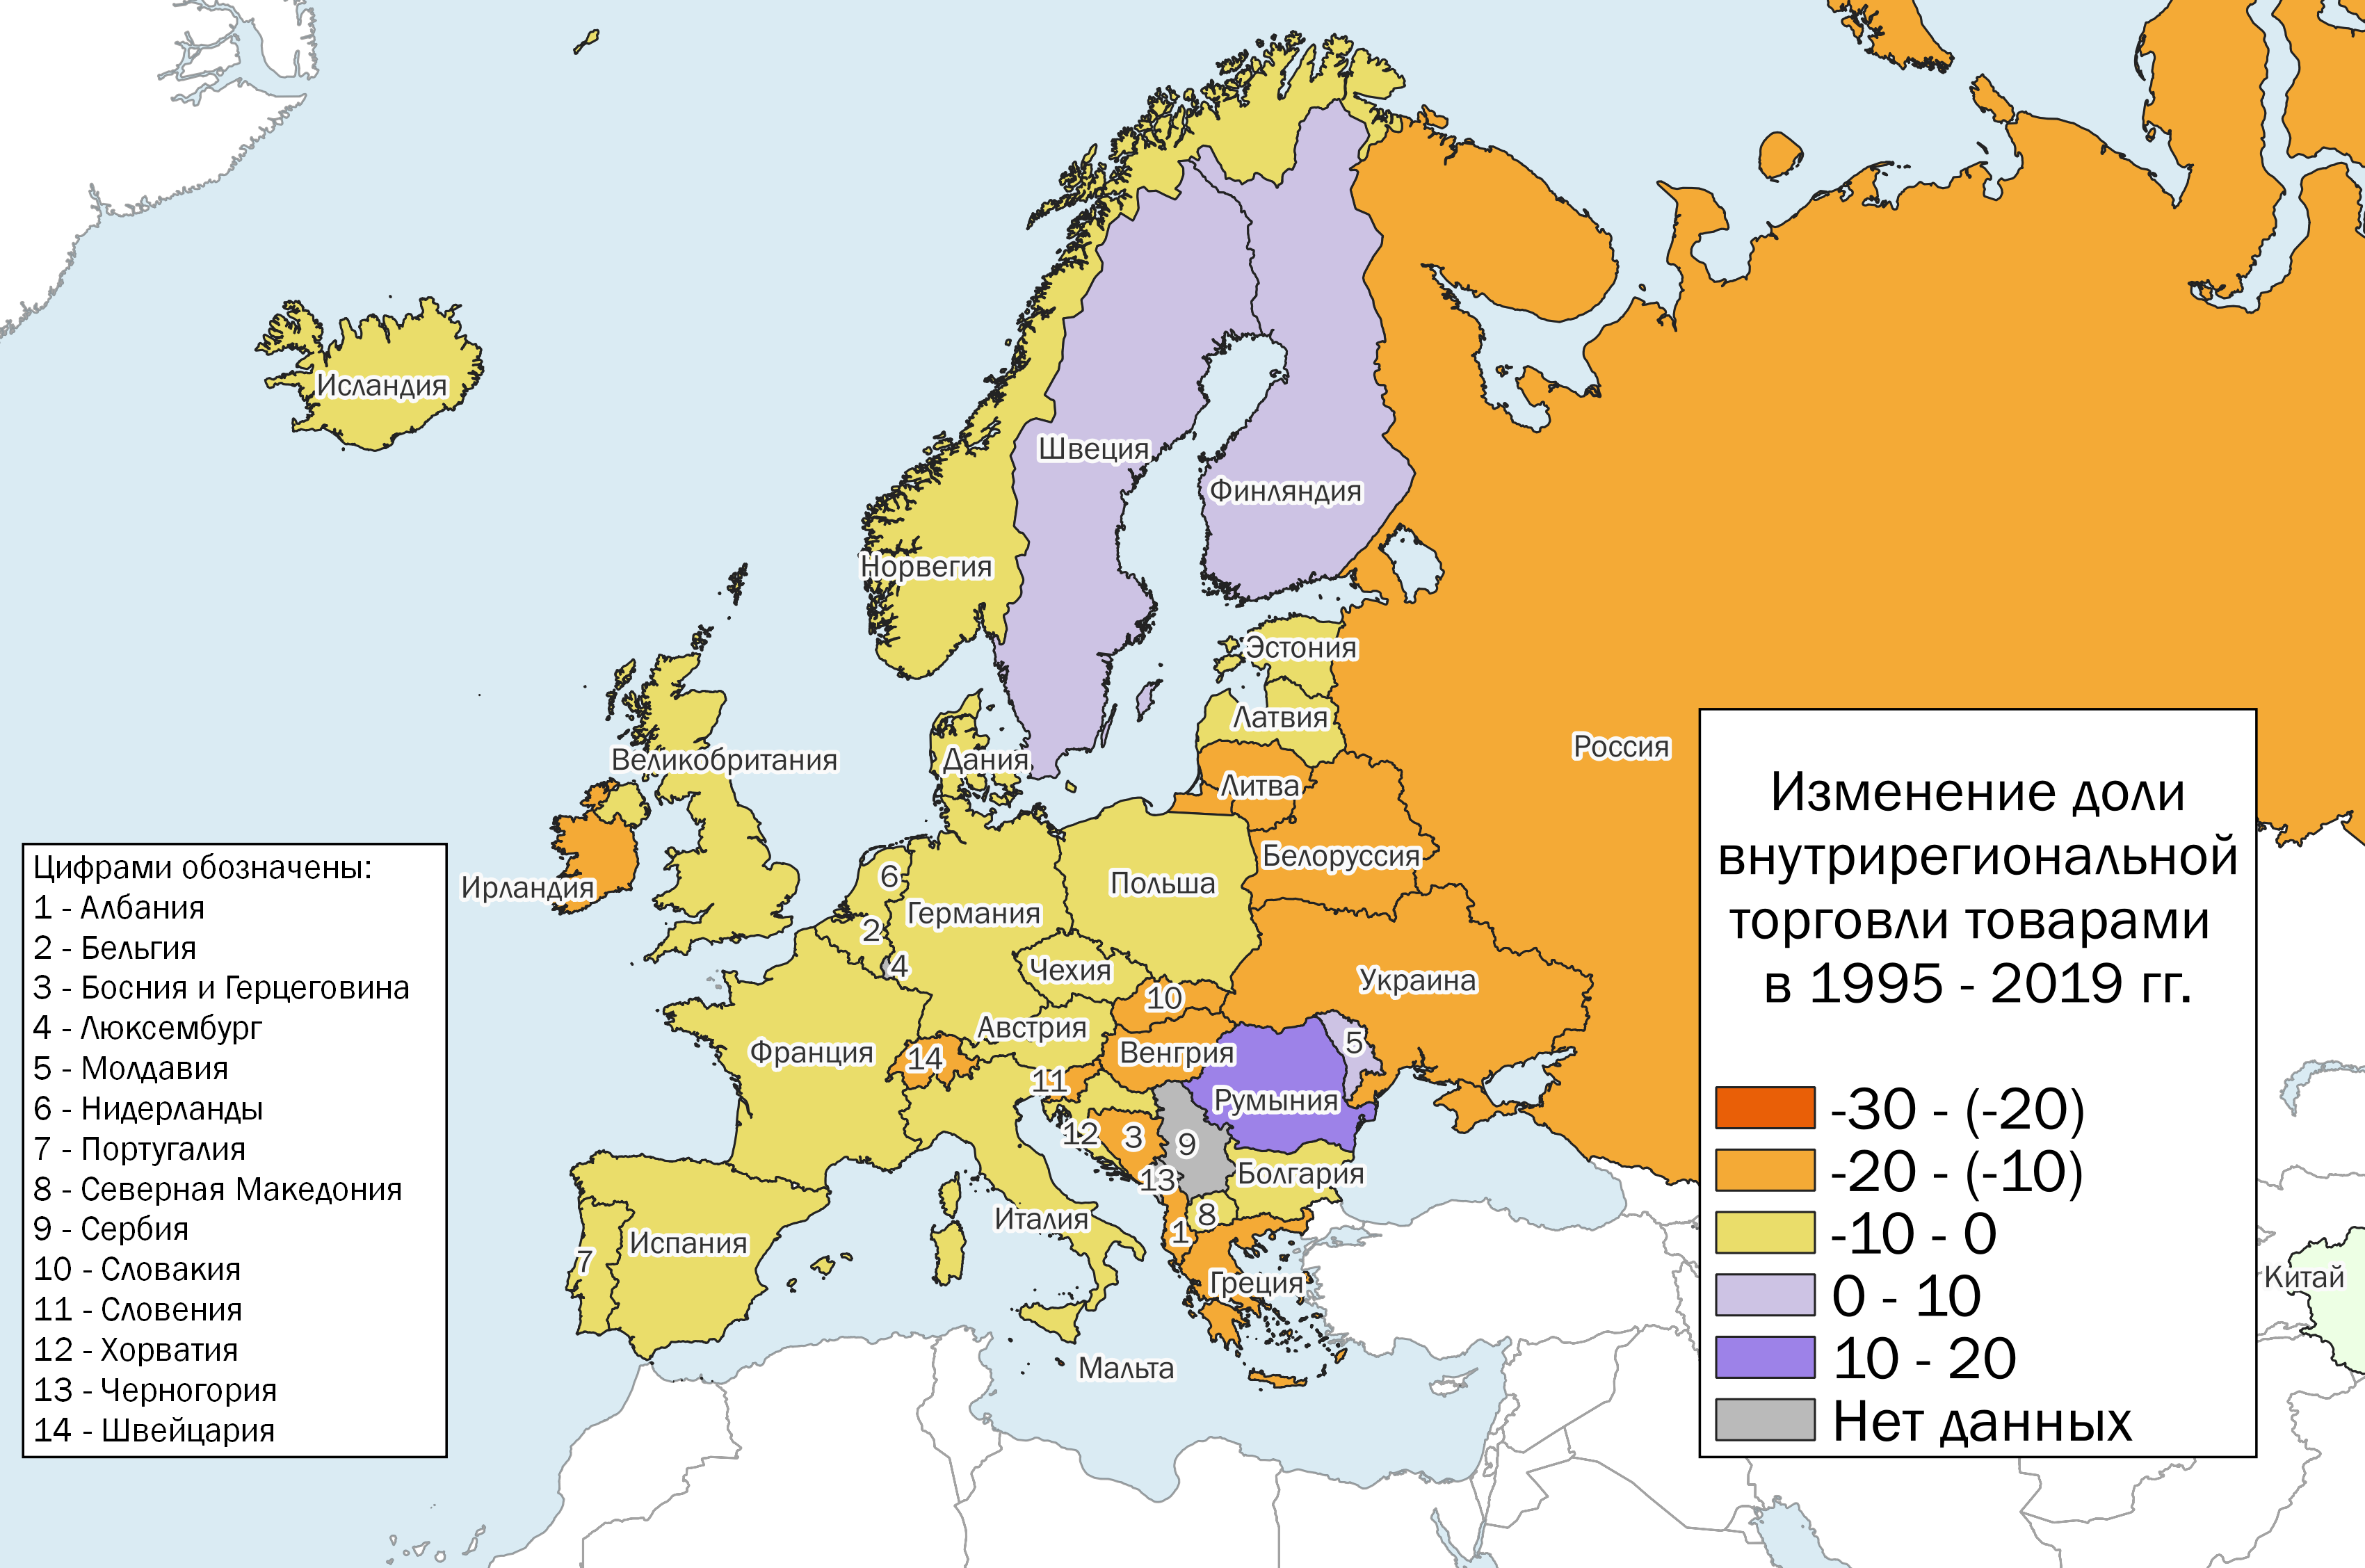 Исландия
Швеция
Финляндия
Норвегия
Эстония
Латвия
Россия
Великобритания
Дания
Литва
Белоруссия
Ирландия
6
Германия
Польша
2
4
Чехия
Украина
10
Австрия
Франция
14
Венгрия
5
11
Румыния
12
3
9
13
Болгария
8
1
Италия
7
Испания
Греция
Китай
Мальта
Цифрами обозначены:
1 - Албания
2 - Бельгия
3 - Босния и Герцеговина
4 - Люксембург
5 - Молдавия
6 - Нидерланды
7 - Португалия
8 - Северная Македония
9 - Сербия
10 - Словакия
11 - Словения
12 - Хорватия
13 - Черногория
14 - Швейцария
Изменение доли
внутрирегиональной
торговли товарами
в 1995 - 2019 гг.
-30 - (-20)
-20 - (-10)
-10 - 0
0 - 10
10 - 20
Нет данных